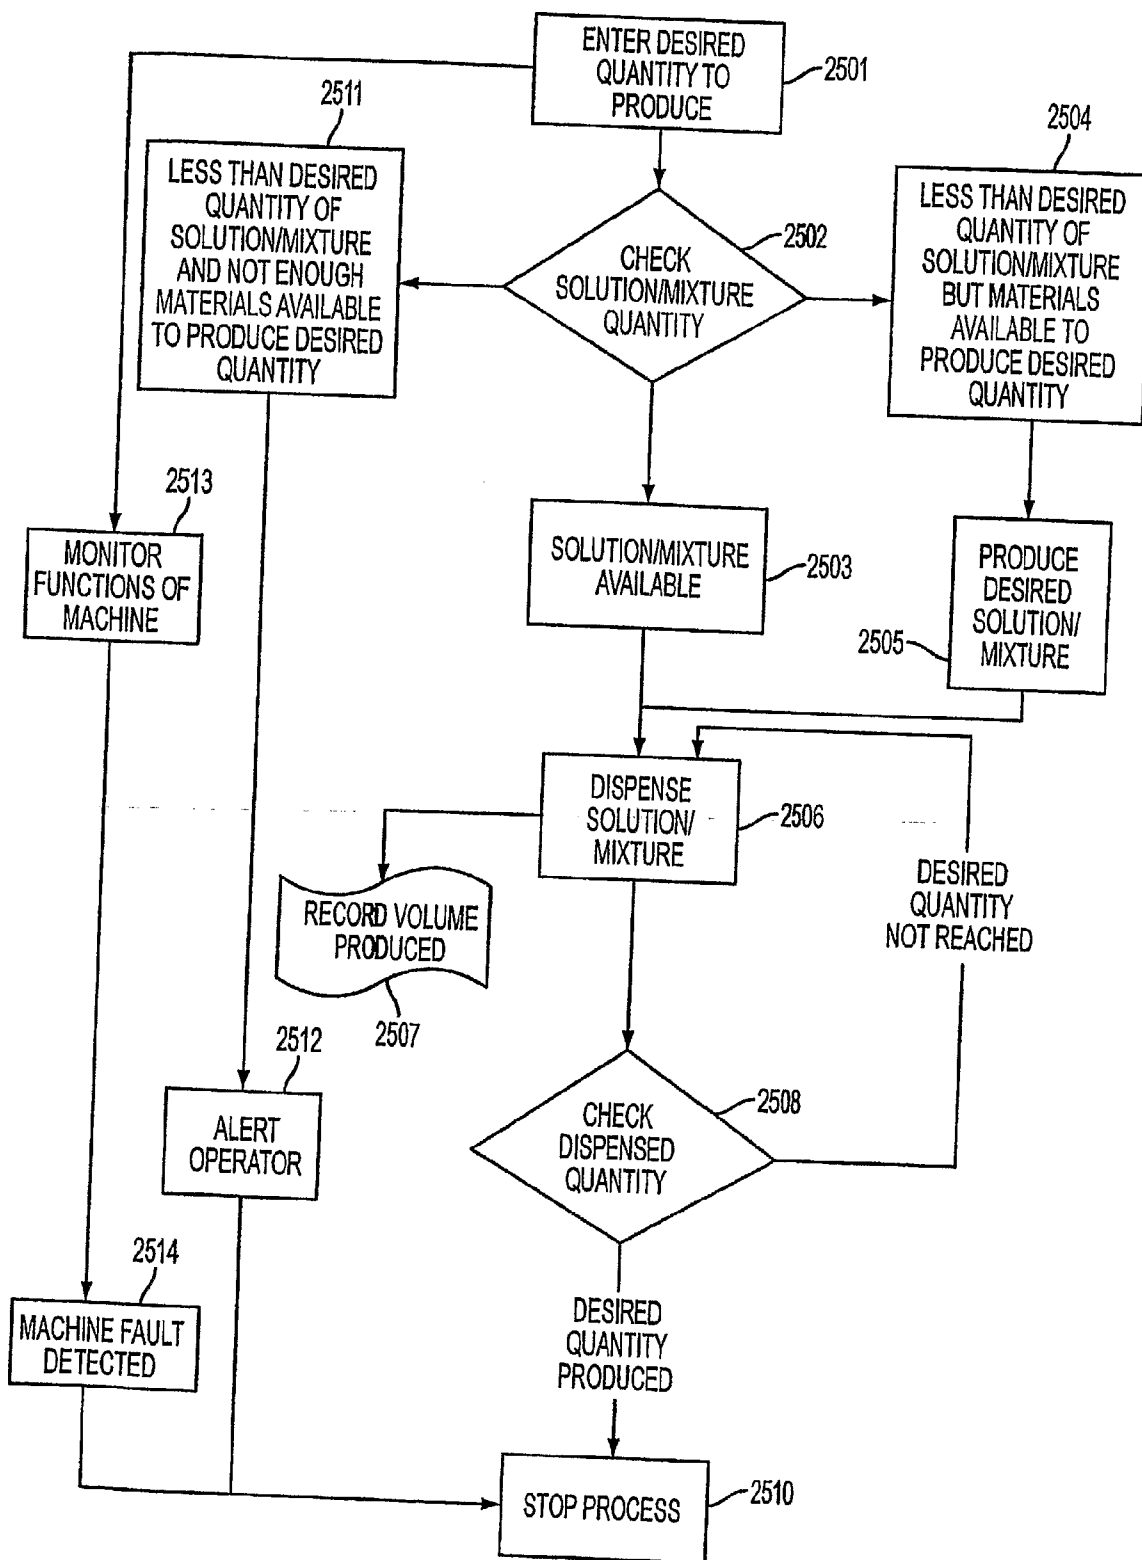 ENTER DESIRED
QUANTITY TO
PRODUCE
2501
2511
LESS THAN DESIRED
QUANTITY OF
SOLUTION/MIXTURE
AND NOT ENOUGH
MATERIALS AVAILABLE
TO PRODUCE DESIRED
QUANTITY
2502
CHECK
SOLUTION/MIXTURE
QUANTITY
2504
LESS THAN DESIRED
QUANTITY OF
SOLUTION/MIXTURE
BUT MATERIALS
AVAILABLE TO
PRODUCE DESIRED
QUANTITY
2513
MONITOR
FUNCTIONS OF
MACHINE
SOLUTION/MIXTURE
AVAILABLE
2503
PRODUCE
DESIRED
SOLUTION/
MIXTURE
2505
DISPENSE
SOLUTION/
MIXTURE
2506
RECORD VOLUME
PRODUCED
2507
DESIRED
QUANTITY
NOT REACHED
2512
ALERT
OPERATOR
2508
CHECK
DISPENSED
QUANTITY
2514
MACHINE FAULT
DETECTED
DESIRED
QUANTITY
PRODUCED
STOP PROCESS
2510